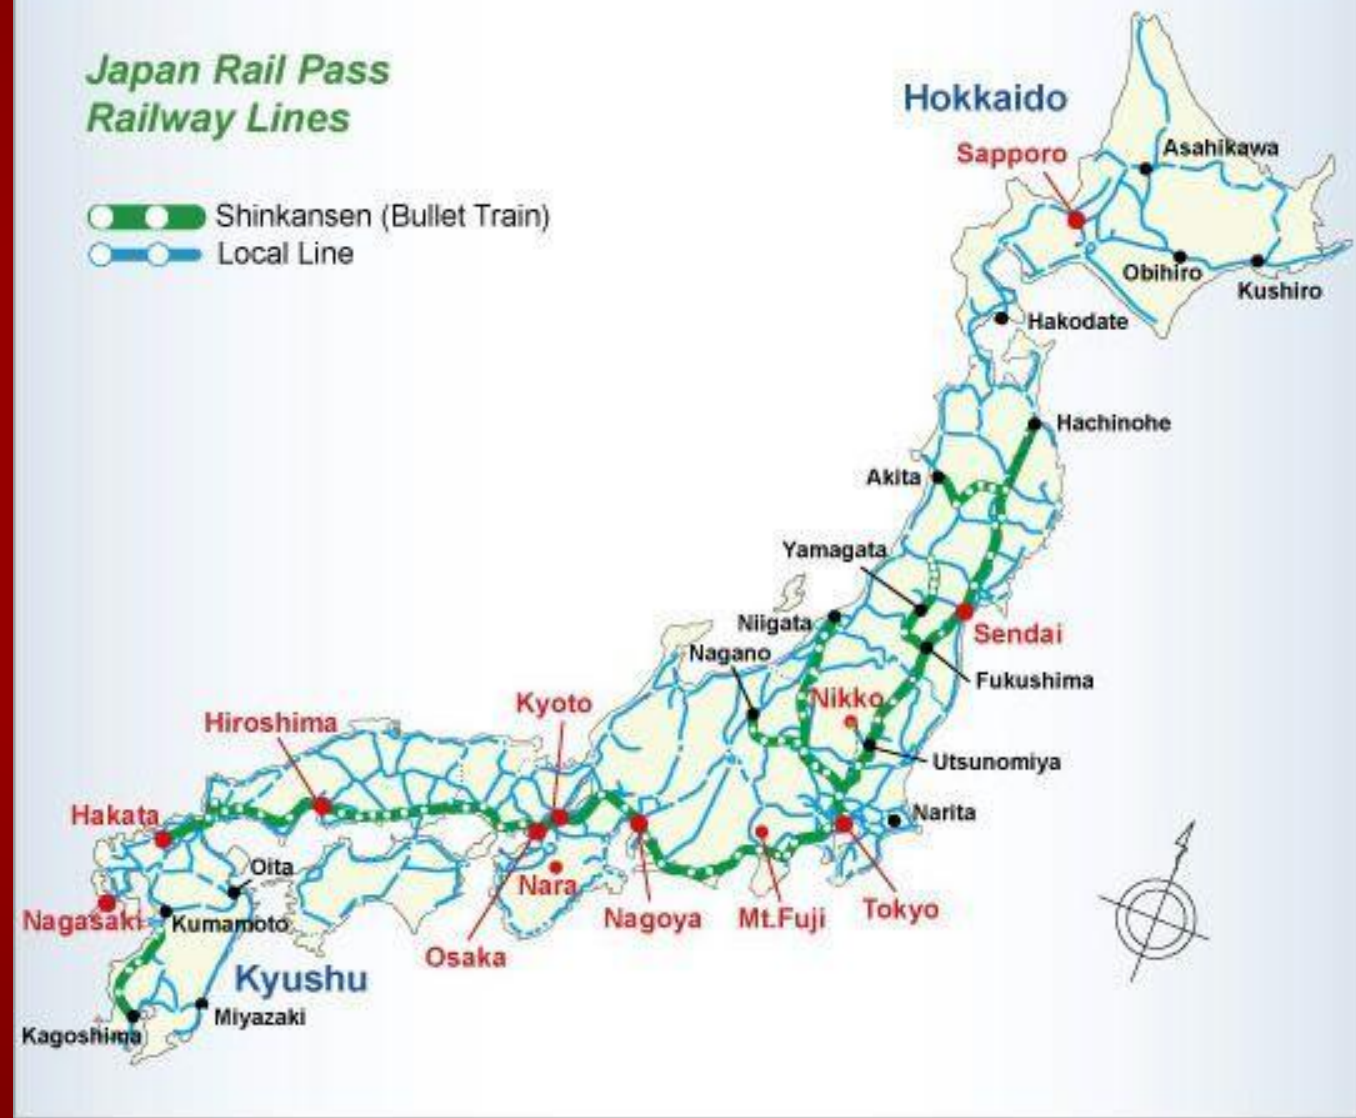 Japan Rail Pass
Railway Lines
Shinkansen (Bullet Train)
Local Line
Hokkaido
Sapporo
Asahikawa
Obihiro
Kushiro
Hakodate
Hachinohe
Akita
Yamagata
Niigata
Sendai
Nagano
Fukushima
Nikko
Kyoto
Hiroshima
Utsunomiya
Hakata
Narita
Oita
Nara
Nagasaki
Kumamoto
Nagoya
Mt.Fuji
Tokyo
Osaka
Kyushu
Miyazaki
Kagoshima